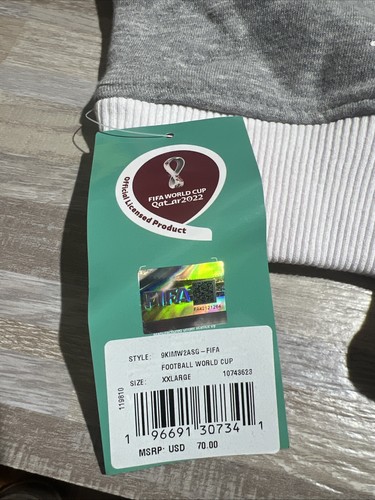 FIFA WORLD CUP
Qatar2022
Official Licensed Product
FIFA
STYLE: 9KIMW2ASG-FIFA
FOOTBALL WORLD CUP
SIZE: XXLARGE 10743623
119810
1 96691 30734 1
MSRP: USD 70.00